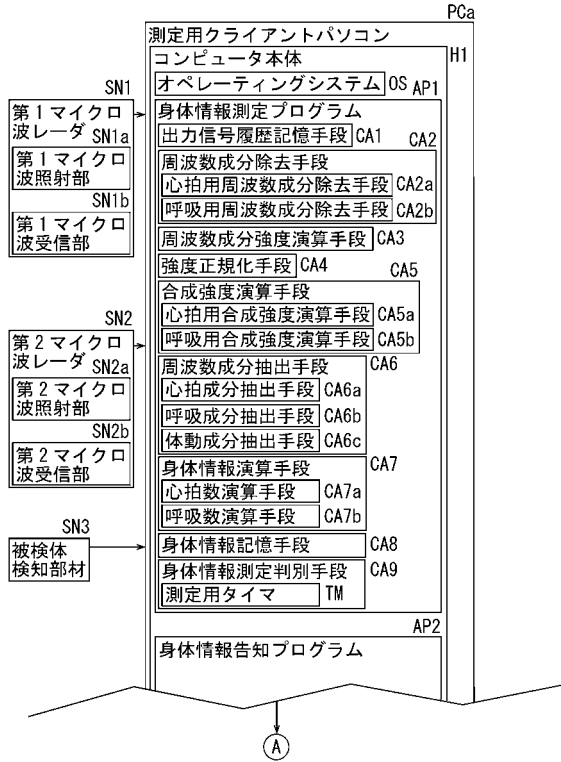 PCa
測定用クライアントパソコン
コンピュータ本体 H1
オペレーティングシステム OS AP1
SN1
第1マイクロ
波レーダ SN1a
第1マイクロ
波照射部
SN1b
第1マイクロ
波受信部
身体情報測定プログラム
出力信号履歴記憶手段 CA1 CA2
周波数成分除去手段
心拍用周波数成分除去手段 CA2a
呼吸用周波数成分除去手段 CA2b
周波数成分強度演算手段 CA3
強度正規化手段 CA4 CA5
合成強度演算手段
心拍用合成強度演算手段 CA5a
呼吸用合成強度演算手段 CA5b
SN2
第2マイクロ
波レーダ SN2a
第2マイクロ
波照射部
SN2b
第2マイクロ
波受信部
周波数成分抽出手段 CA6
心拍成分抽出手段 CA6a
呼吸成分抽出手段 CA6b
体動成分抽出手段 CA6c
身体情報演算手段 CA7
心拍数演算手段 CA7a
呼吸数演算手段 CA7b
SN3
被検体
検知部材
身体情報記憶手段 CA8
身体情報測定判別手段 CA9
測定用タイマ TM
AP2
身体情報告知プログラム
A